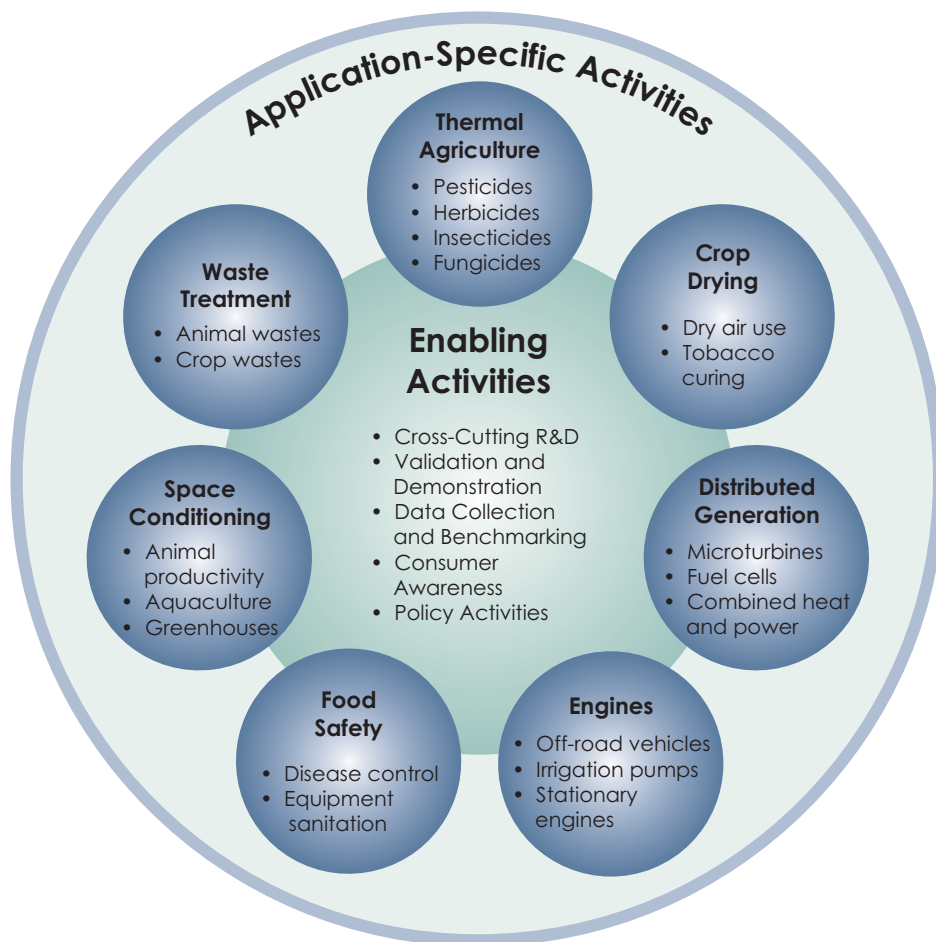 Application-Specific Activities
Thermal
Agriculture
• Pesticides
• Herbicides
• Insecticides
• Fungicides
Crop
Drying
• Dry air use
• Tobacco
curing
Distributed
Generation
• Microturbines
• Fuel cells
• Combined heat
and power
Engines
• Off-road vehicles
• Irrigation pumps
• Stationary
engines
Food
Safety
• Disease control
• Equipment
sanitation
Space
Conditioning
• Animal
productivity
• Aquaculture
• Greenhouses
Waste
Treatment
• Animal wastes
• Crop wastes
Enabling
Activities
• Cross-Cutting R&D
• Validation and
Demonstration
• Data Collection
and Benchmarking
• Consumer
Awareness
• Policy Activities